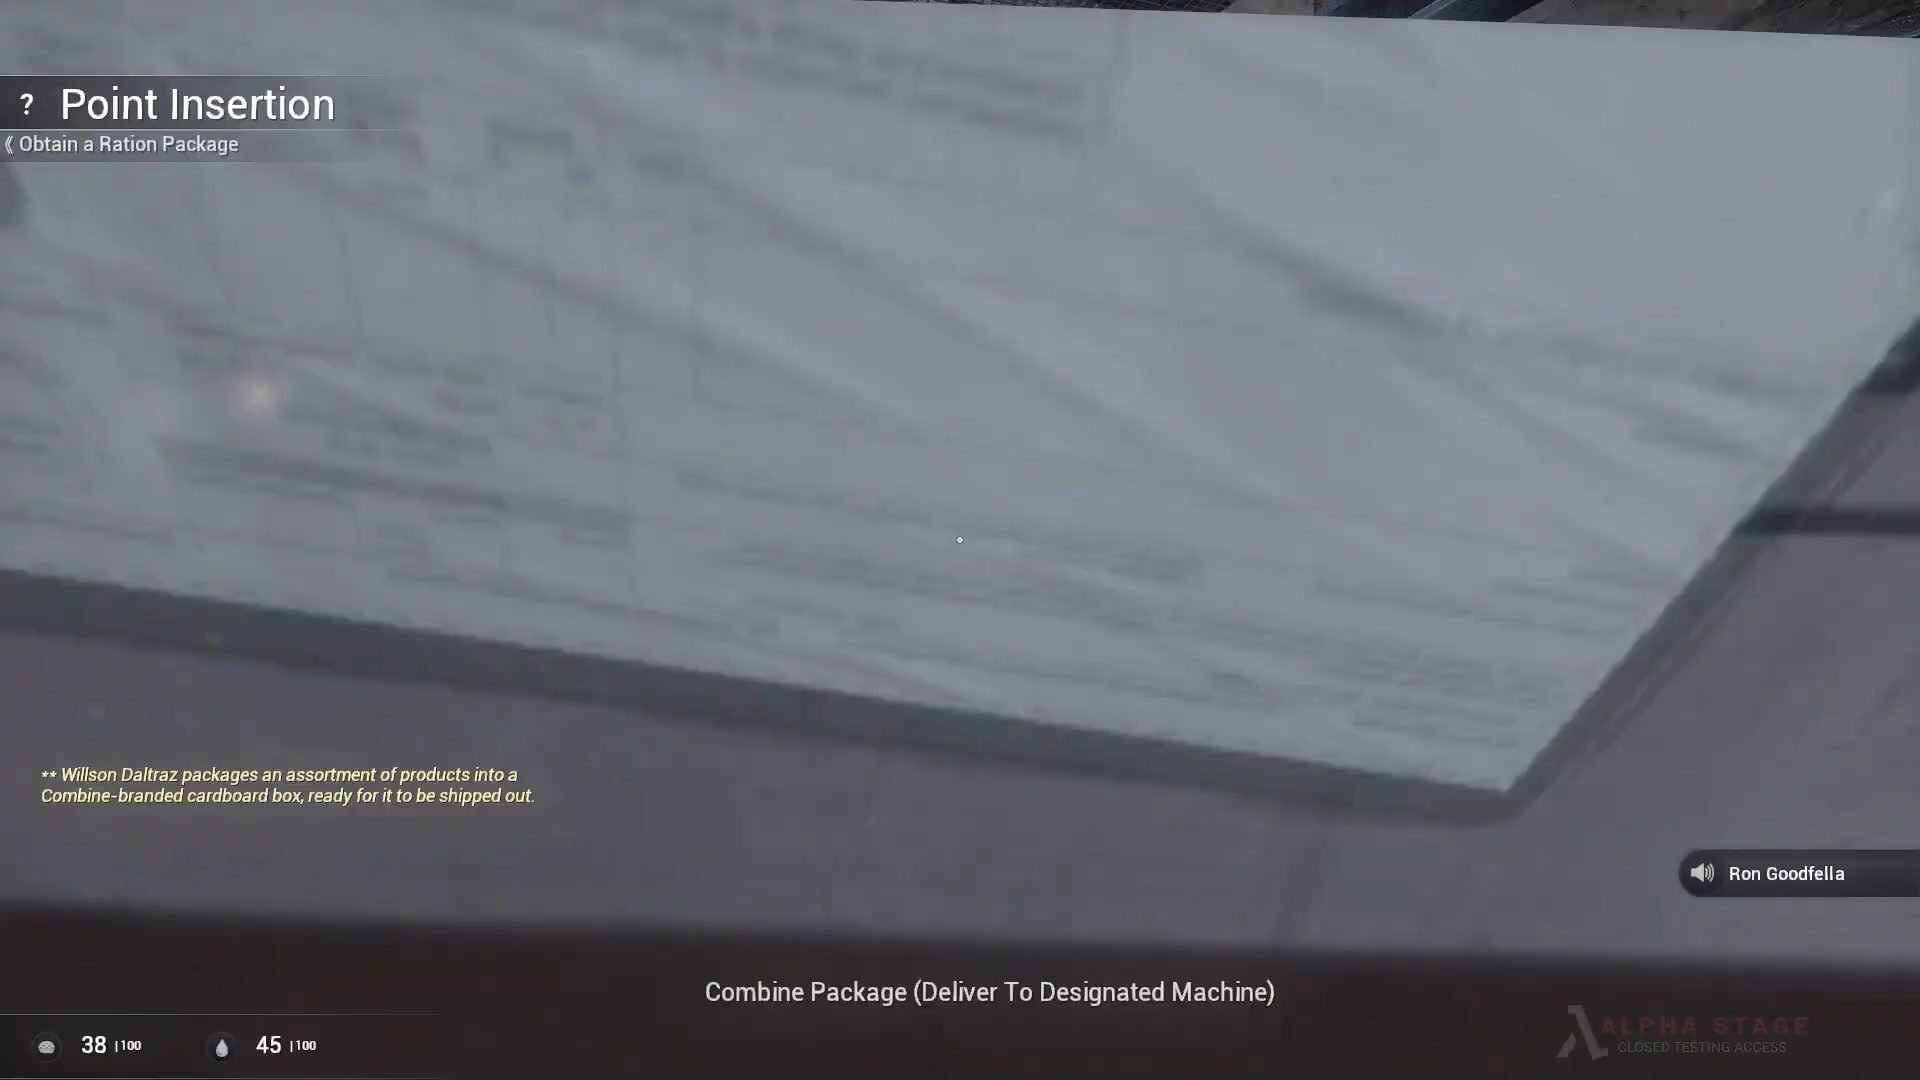 ? Point Insertion
《 Obtain a Ration Package
** Willson Daltraz packages an assortment of products into a
Combine-branded cardboard box, ready for it to be shipped out.
Ron Goodfella
Combine Package (Deliver To Designated Machine)
38 | 100
45 | 100
ALPHA STAGE
CLOSED TESTING ACCESS